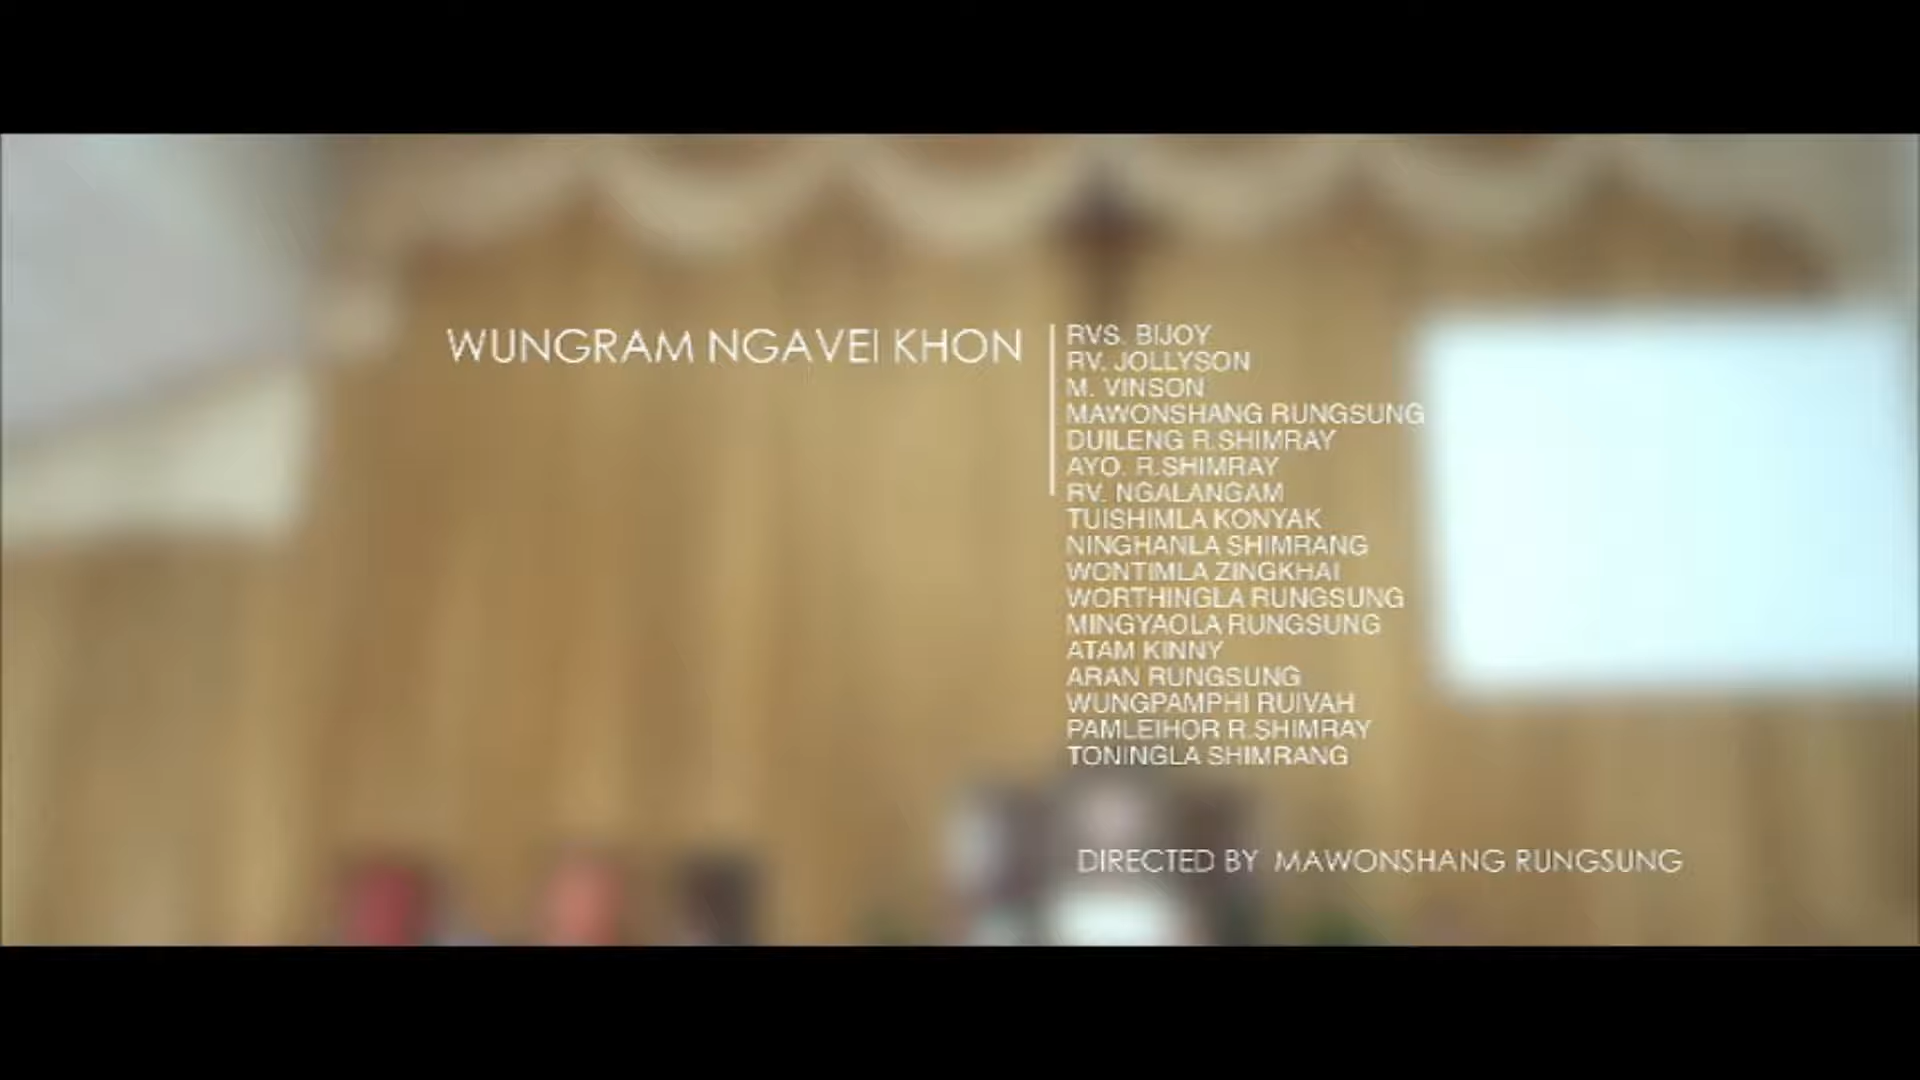 WUNGRAM NGAVEI KHON
RVS. BIJOY
RV. JOLLYSON
M. VINSON
MAWONSHANG RUNGSUNG
DUILENG R.SHIMRAY
AYO. R.SHIMRAY
RV. NGALANGAM
TUISHIMLA KONYAK
NINGHANLA SHIMRANG
WONTIMLA ZINGKHAI
WORTHINGLA RUNGSUNG
MINGYAOLA RUNGSUNG
ATAM KINNY
ARAN RUNGSUNG
WUNGPAMPHI RUIVAH
PAMLEIHOR R.SHIMRAY
TONINGLA SHIMRANG
DIRECTED BY MAWONSHANG RUNGSUNG